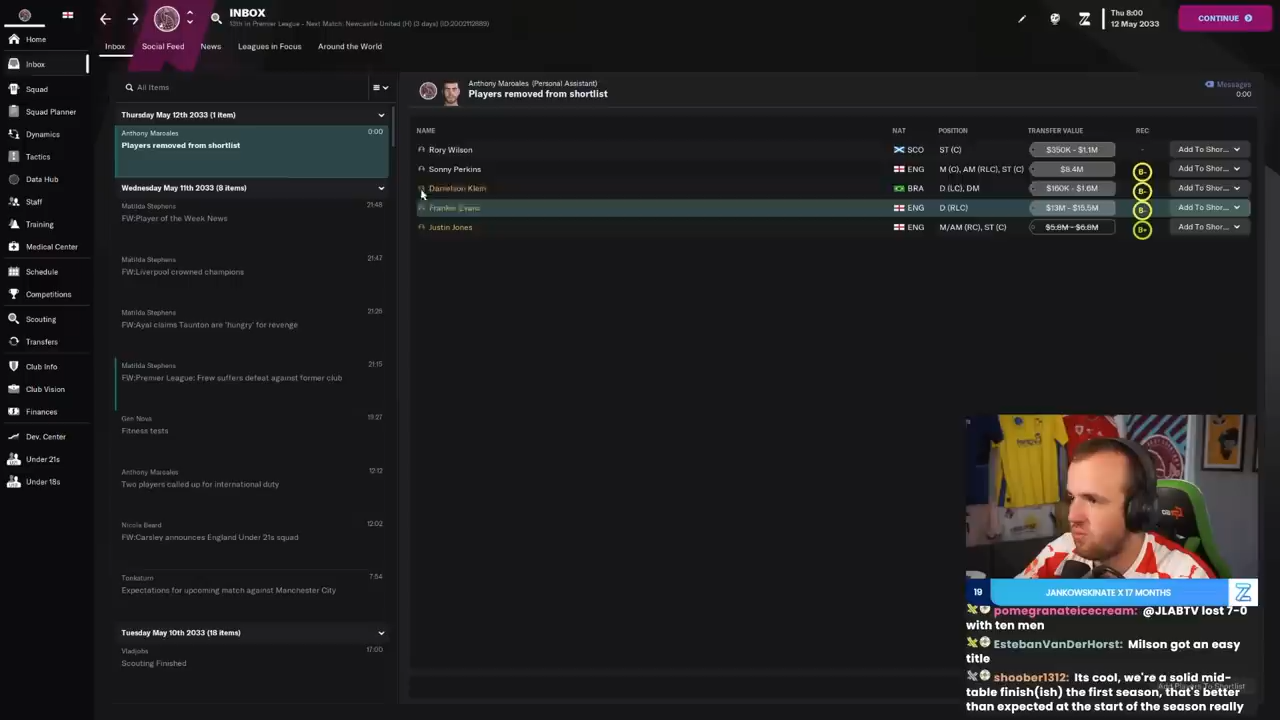 INBOX
13th in Premier League - Next Match: Newcastle United (H) (3 days) (ID:2002112689)
Thu 8:00
12 May 2033
CONTINUE
Inbox
Social Feed
News
Leagues in Focus
Around the World
Home
Inbox
Squad
Squad Planner
Dynamics
Tactics
Data Hub
Staff
Training
Medical Center
Schedule
Competitions
Scouting
Transfers
Club Info
Club Vision
Finances
Dev. Center
Under 21s
Under 18s
All Items
Thursday May 12th 2033 (1 item)
Anthony Maroales
0:00
Players removed from shortlist
Wednesday May 11th 2033 (8 items)
Matilda Stephens
21:48
FW:Player of the Week News
Matilda Stephens
21:47
FW:Liverpool crowned champions
Matilda Stephens
21:26
FW:Ayal claims Taunton are 'hungry' for revenge
Matilda Stephens
21:15
FW:Premier League: Frew suffers defeat against former club
Gen Nova
19:27
Fitness tests
Anthony Maroales
12:12
Two players called up for international duty
Nicola Beard
12:02
FW:Carsley announces England Under 21s squad
Tonkaturn
7:54
Expectations for upcoming match against Manchester City
Tuesday May 10th 2033 (18 items)
Vladjobs
17:00
Scouting Finished
Anthony Maroales (Personal Assistant)
Players removed from shortlist
Messages
0:00
NAME NAT POSITION TRANSFER VALUE REC
Rory Wilson SCO ST (C) $350K - $1.1M - Add To Shor...
Sonny Perkins ENG M (C), AM (RLC), ST (C) $8.4M B- Add To Shor...
Danielson Klein BRA D (LC), DM $160K - $1.6M B- Add To Shor...
Frankie Evans ENG D (RLC) $13M - $15.5M B- Add To Shor...
Justin Jones ENG M/AM (RC), ST (C) $5.8M - $6.8M B+ Add To Shor...
19 JANKOWSKINATE X 17 MONTHS
pomegranateicecream: @JLABTV lost 7-0
with ten men
EstebanVanDerHorst: Milson got an easy
title
shoober1312: Its cool, we're a solid mid-
table finish(ish) the first season, that's better
than expected at the start of the season really
Add Players To Shortlist